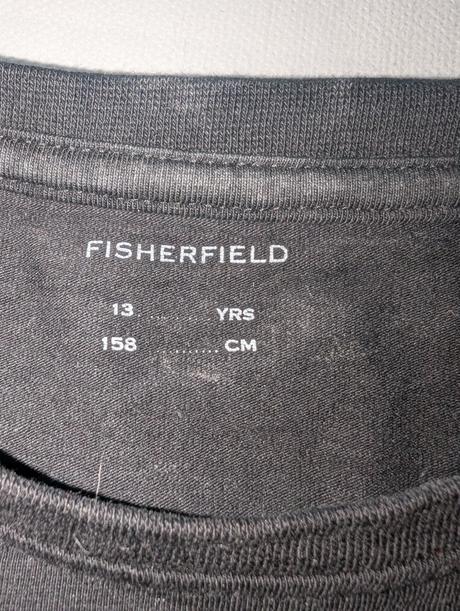 FISHERFIELD
13 .......... YRS
158 .......... CM